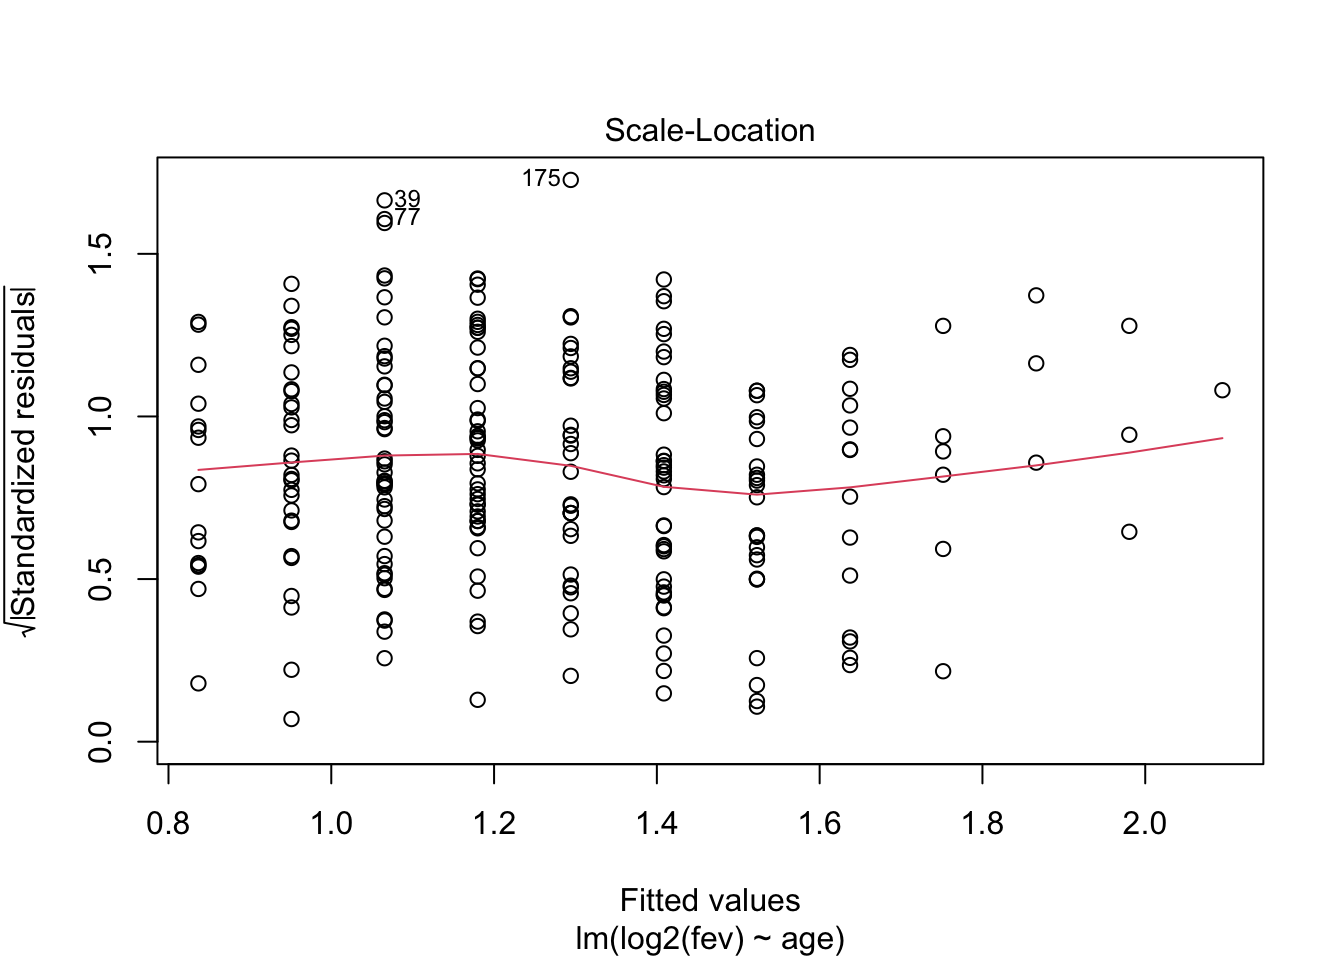 Scale-Location
175
39
77
1.5
1.0
0.5
0.0
√|Standardized residuals|
0.8 1.0 1.2 1.4 1.6 1.8 2.0
Fitted values
lm(log2(fev) ~ age)